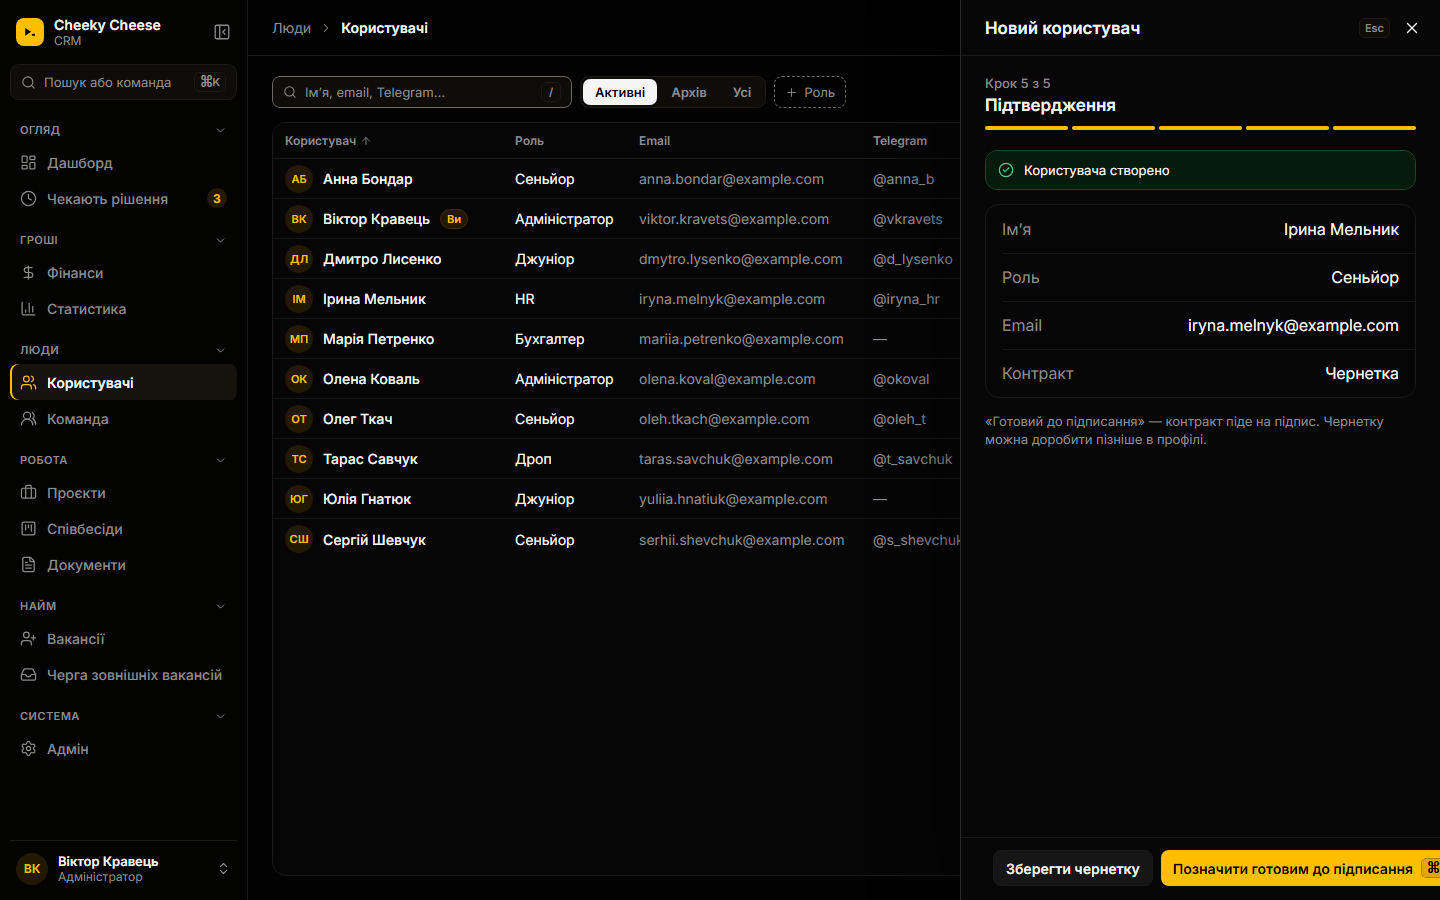 Cheeky Cheese
CRM
Пошук або команда ⌘K
ОГЛЯД
Дашборд
Чекають рішення 3
ГРОШІ
Фінанси
Статистика
ЛЮДИ
Користувачі
Команда
РОБОТА
Проєкти
Співбесіди
Документи
НАЙМ
Вакансії
Черга зовнішніх вакансій
СИСТЕМА
Адмін
ВК Віктор Кравець
Адміністратор
Люди > Користувачі
Ім’я, email, Telegram... /
Активні Архів Усі + Роль
Користувач ↑ Роль Email Telegram
АБ Анна Бондар Сеньйор anna.bondar@example.com @anna_b
ВК Віктор Кравець Ви Адміністратор viktor.kravets@example.com @vkravets
ДЛ Дмитро Лисенко Джуніор dmytro.lysenko@example.com @d_lysenko
ІМ Ірина Мельник HR iryna.melnyk@example.com @iryna_hr
МП Марія Петренко Бухгалтер mariia.petrenko@example.com —
ОК Олена Коваль Адміністратор olena.koval@example.com @okoval
ОТ Олег Ткач Сеньйор oleh.tkach@example.com @oleh_t
ТС Тарас Савчук Дроп taras.savchuk@example.com @t_savchuk
ЮГ Юлія Гнатюк Джуніор yuliia.hnatiuk@example.com —
СШ Сергій Шевчук Сеньйор serhii.shevchuk@example.com @s_shevchuk
Новий користувач Esc
Крок 5 з 5
Підтвердження
Користувача створено
Ім’я Ірина Мельник
Роль Сеньйор
Email iryna.melnyk@example.com
Контракт Чернетка
«Готовий до підписання» — контракт піде на підпис. Чернетку
можна доробити пізніше в профілі.
Зберегти чернетку Позначити готовим до підписання ⌘